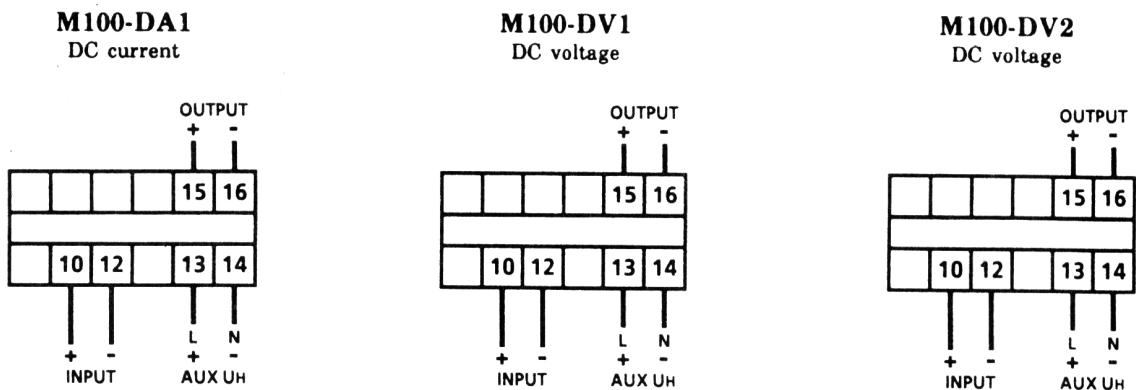 M100-DA1
DC current
OUTPUT
+ -
15 16
10 12 13 14
L N
+ - + -
INPUT AUX UH
M100-DV1
DC voltage
OUTPUT
+ -
15 16
10 12 13 14
L N
+ - + -
INPUT AUX UH
M100-DV2
DC voltage
OUTPUT
+ -
15 16
10 12 13 14
L N
+ - + -
INPUT AUX UH